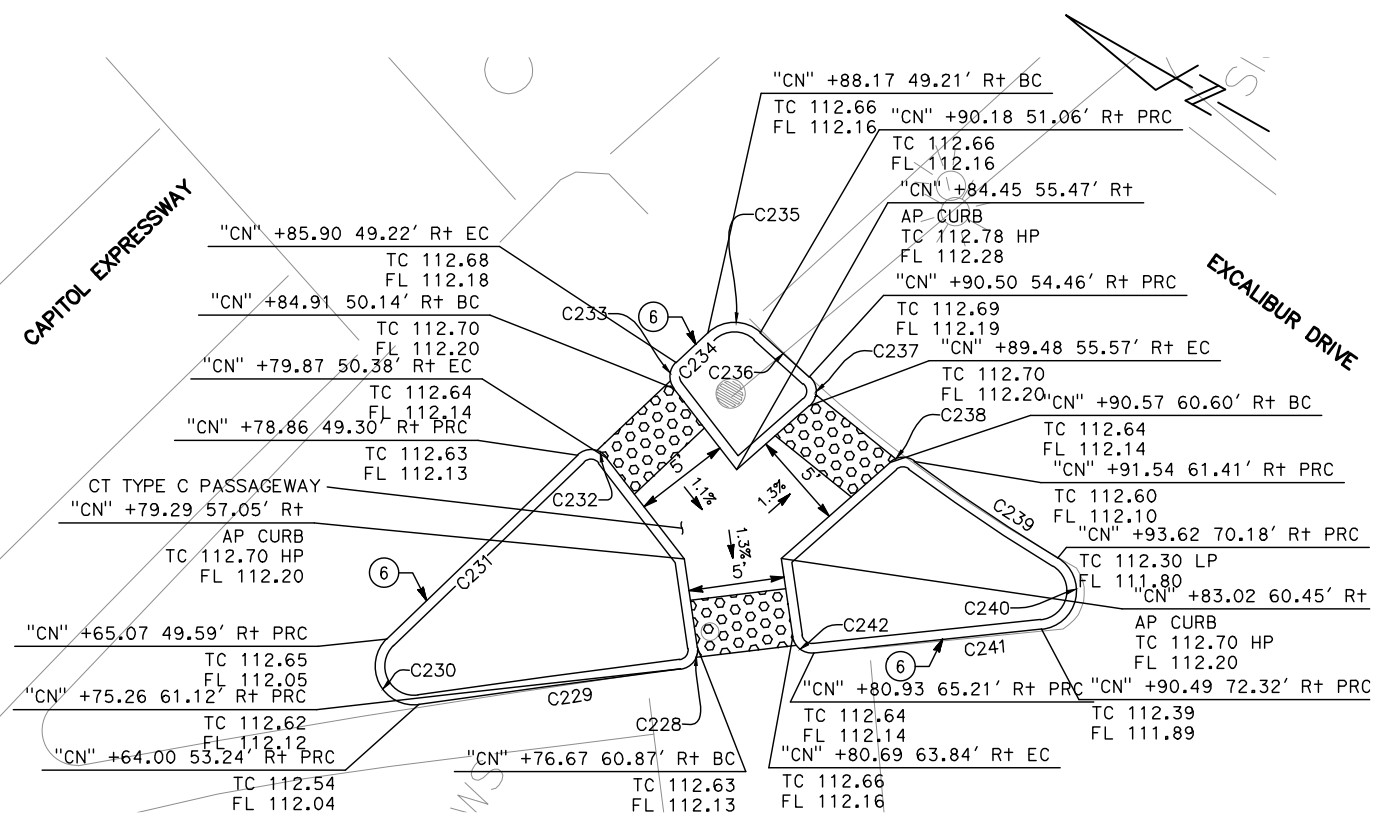 "CN" +88.17 49.21' Rt BC
TC 112.66
FL 112.16
"CN" +90.18 51.06' Rt PRC
TC 112.66
FL 112.16
"CN" +84.45 55.47' Rt
AP CURB
TC 112.78 HP
FL 112.28
"CN" +90.50 54.46' Rt PRC
TC 112.69
FL 112.19
"CN" +89.48 55.57' Rt EC
TC 112.70
FL 112.20
"CN" +90.57 60.60' Rt BC
TC 112.64
FL 112.14
"CN" +91.54 61.41' Rt PRC
TC 112.60
FL 112.10
"CN" +93.62 70.18' Rt PRC
TC 112.30 LP
FL 111.80
"CN" +83.02 60.45' Rt
AP CURB
TC 112.70 HP
FL 112.20
"CN" +90.49 72.32' Rt PRC
TC 112.39
FL 111.89
"CN" +80.93 65.21' Rt PRC
TC 112.64
FL 112.14
"CN" +80.69 63.84' Rt EC
TC 112.66
FL 112.16
"CN" +85.90 49.22' Rt EC
TC 112.68
FL 112.18
"CN" +84.91 50.14' Rt BC
TC 112.70
FL 112.20
"CN" +79.87 50.38' Rt EC
TC 112.64
FL 112.14
"CN" +78.86 49.30' Rt PRC
TC 112.63
FL 112.13
CT TYPE C PASSAGEWAY
"CN" +79.29 57.05' Rt
AP CURB
TC 112.70 HP
FL 112.20
"CN" +65.07 49.59' Rt PRC
TC 112.65
FL 112.05
"CN" +75.26 61.12' Rt PRC
TC 112.62
FL 112.12
"CN" +64.00 53.24' Rt PRC
TC 112.54
FL 112.04
"CN" +76.67 60.87' Rt BC
TC 112.63
FL 112.13
CAPITOL EXPRESSWAY
EXCALIBUR DRIVE
C235
C233
6
C234
C236
C237
C238
C232
C239
C231
6
C230
C229
C228
C240
C241
C242
6
5'
1.1%
5'
1.3%
1.3%
5'
WS